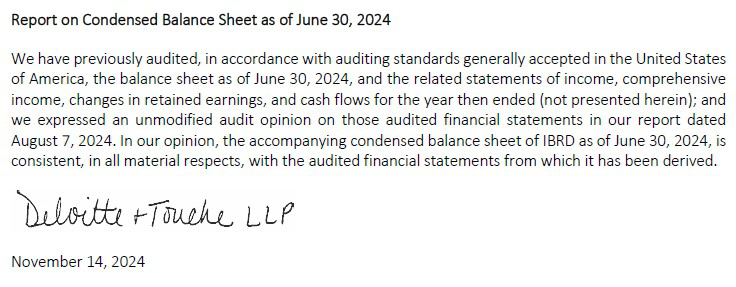 Report on Condensed Balance Sheet as of June 30, 2024
We have previously audited, in accordance with auditing standards generally accepted in the United States
of America, the balance sheet as of June 30, 2024, and the related statements of income, comprehensive
income, changes in retained earnings, and cash flows for the year then ended (not presented herein); and
we expressed an unmodified audit opinion on those audited financial statements in our report dated
August 7, 2024. In our opinion, the accompanying condensed balance sheet of IBRD as of June 30, 2024, is
consistent, in all material respects, with the audited financial statements from which it has been derived.
Deloitte + Touche LLP
November 14, 2024